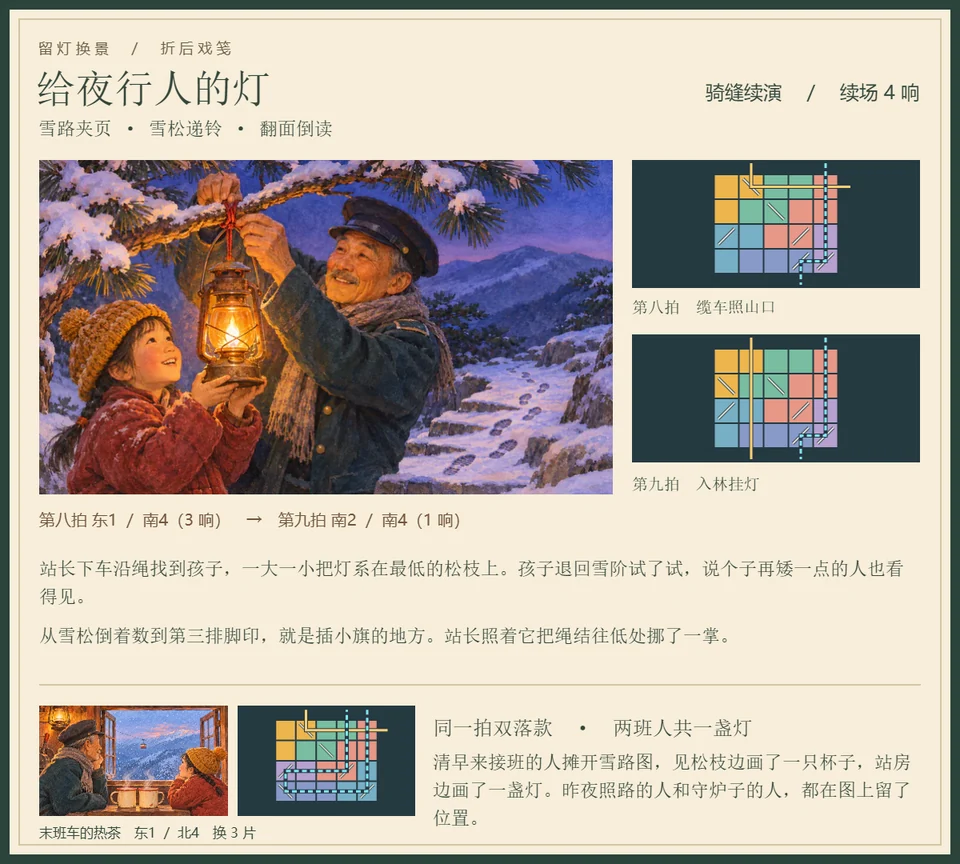 留灯换景 / 折后戏笺
给夜行人的灯
骑缝续演 / 续场 4 响
雪路夹页 • 雪松递铃 • 翻面倒读
第八拍 缆车照山口
第九拍 入林挂灯
第八拍 东1 / 南4（3 响） → 第九拍 南2 / 南4（1 响）
站长下车沿绳找到孩子，一大一小把灯系在最低的松枝上。孩子退回雪阶试了试，说个子再矮一点的人也看
得见。
从雪松倒着数到第三排脚印，就是插小旗的地方。站长照着它把绳结往低处挪了一掌。
同一拍双落款 • 两班人共一盏灯
清早来接班的人摊开雪路图，见松枝边画了一只杯子，站房
边画了一盏灯。昨夜照路的人和守炉子的人，都在图上留了
位置。
末班车的热茶 东1 / 北4 换 3 片